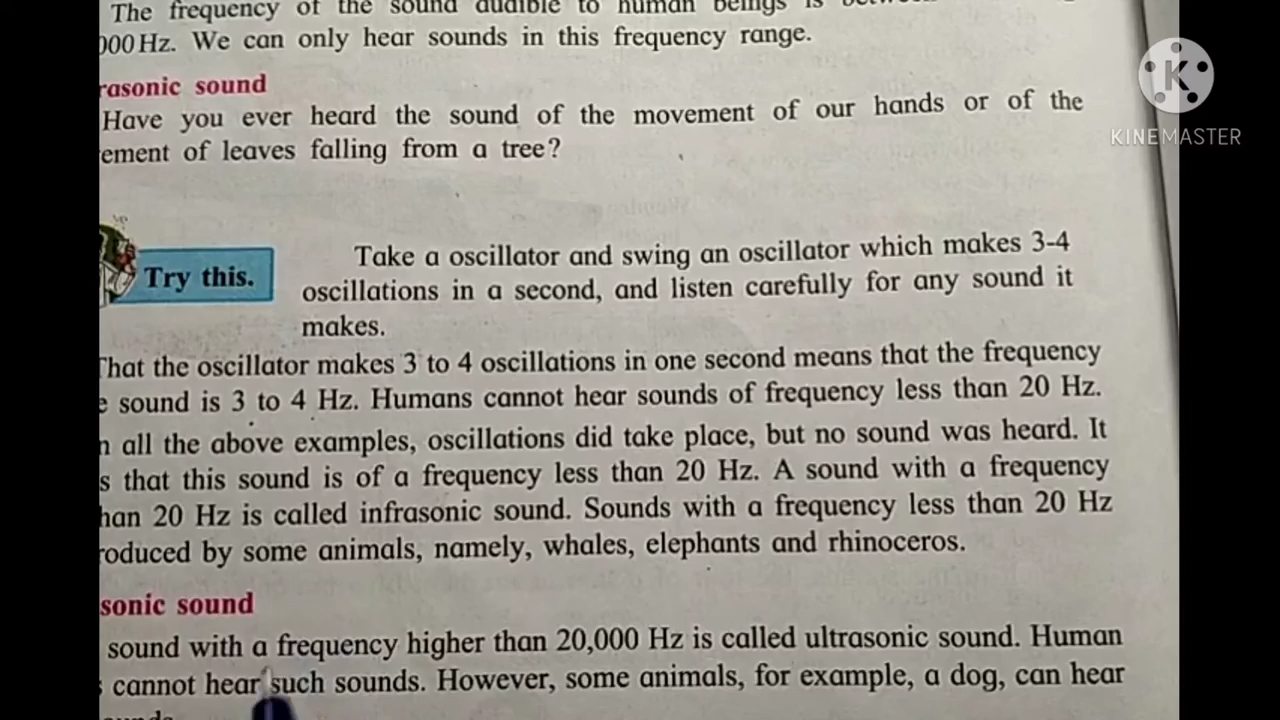 The frequency of the sound audible to human beings is
000 Hz. We can only hear sounds in this frequency range.
rasonic sound
Have you ever heard the sound of the movement of our hands or of the
ement of leaves falling from a tree?
Try this.
Take a oscillator and swing an oscillator which makes 3-4
oscillations in a second, and listen carefully for any sound it
makes.
That the oscillator makes 3 to 4 oscillations in one second means that the frequency
e sound is 3 to 4 Hz. Humans cannot hear sounds of frequency less than 20 Hz.
n all the above examples, oscillations did take place, but no sound was heard. It
s that this sound is of a frequency less than 20 Hz. A sound with a frequency
han 20 Hz is called infrasonic sound. Sounds with a frequency less than 20 Hz
roduced by some animals, namely, whales, elephants and rhinoceros.
sonic sound
sound with a frequency higher than 20,000 Hz is called ultrasonic sound. Human
s cannot hear such sounds. However, some animals, for example, a dog, can hear
K
KINEMASTER